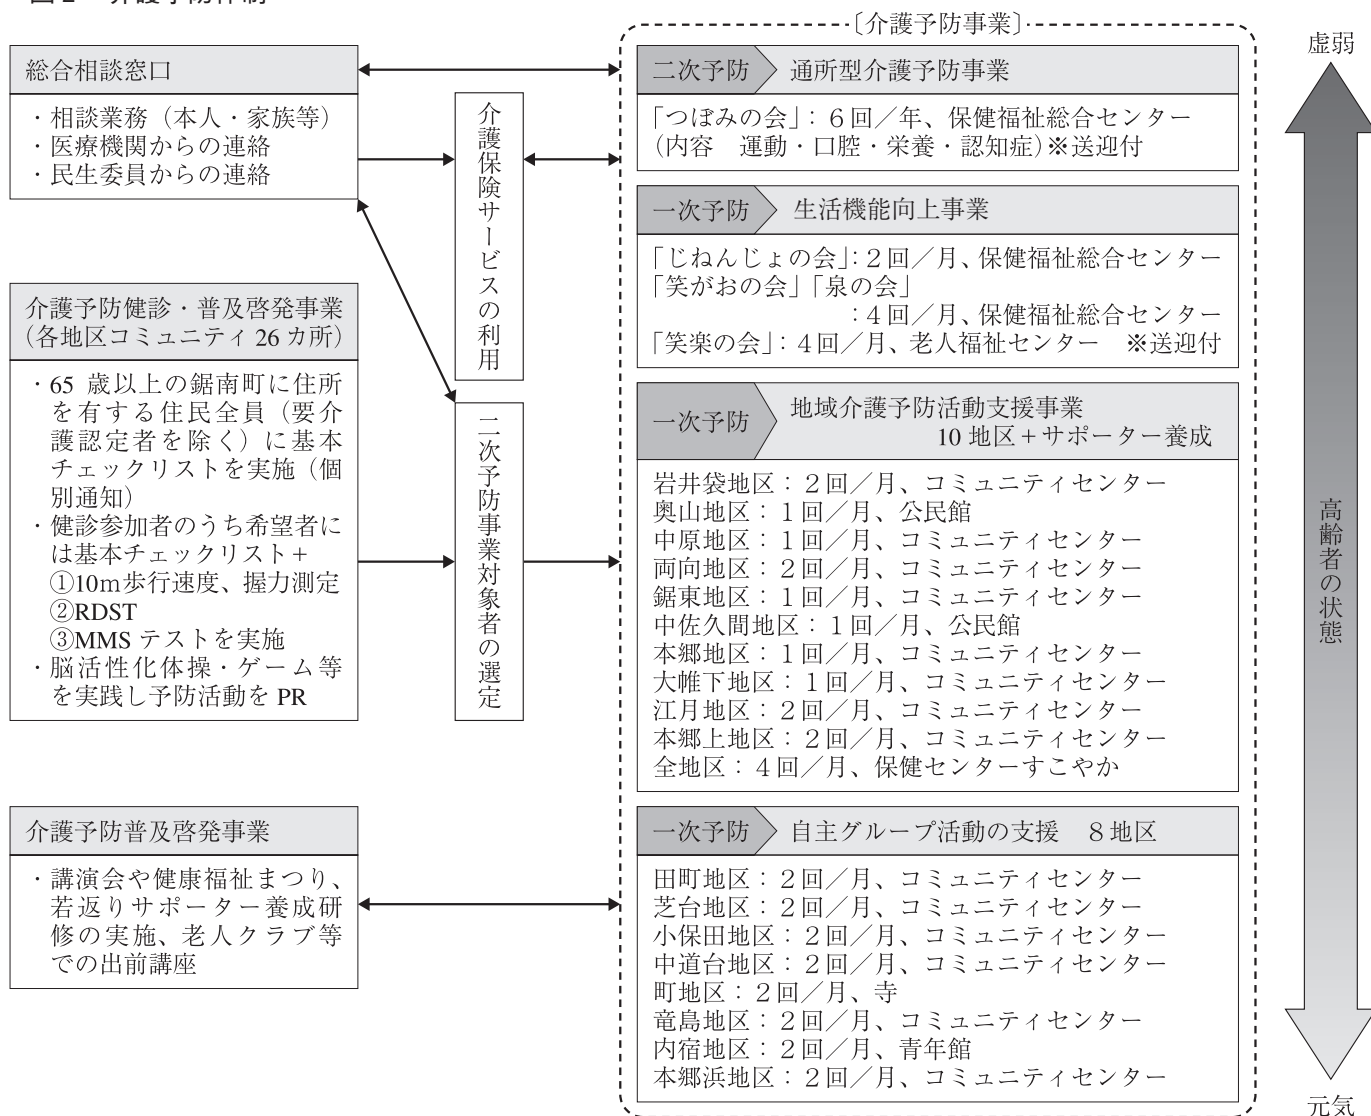 〔介護予防事業〕
総合相談窓口
・相談業務（本人・家族等）
・医療機関からの連絡
・民生委員からの連絡
介護予防健診・普及啓発事業
（各地区コミュニティ 26 カ所）
・65 歳以上の鋸南町に住所
を有する住民全員（要介
護認定者を除く）に基本
チェックリストを実施（個
別通知）
・健診参加者のうち希望者に
は基本チェックリスト＋
①10m歩行速度、握力測定
②RDST
③MMS テストを実施
・脳活性化体操・ゲーム等
を実践し予防活動を PR
介護予防普及啓発事業
・講演会や健康福祉まつり、
若返りサポーター養成研
修の実施、老人クラブ等
での出前講座
介護保険サービスの利用
二次予防事業対象者の選定
二次予防 通所型介護予防事業
「つぼみの会」：６回／年、保健福祉総合センター
（内容　運動・口腔・栄養・認知症）※送迎付
一次予防 生活機能向上事業
「じねんじょの会」：２回／月、保健福祉総合センター
「笑がおの会」「泉の会」
：４回／月、保健福祉総合センター
「笑楽の会」：４回／月、老人福祉センター　※送迎付
一次予防 地域介護予防活動支援事業
10 地区＋サポーター養成
岩井袋地区：２回／月、コミュニティセンター
奥山地区：１回／月、公民館
中原地区：１回／月、コミュニティセンター
両向地区：２回／月、コミュニティセンター
鋸東地区：１回／月、コミュニティセンター
中佐久間地区：１回／月、公民館
本郷地区：１回／月、コミュニティセンター
大帷下地区：１回／月、コミュニティセンター
江月地区：２回／月、コミュニティセンター
本郷上地区：２回／月、コミュニティセンター
全地区：４回／月、保健センターすこやか
一次予防 自主グループ活動の支援　８地区
田町地区：２回／月、コミュニティセンター
芝台地区：２回／月、コミュニティセンター
小保田地区：２回／月、コミュニティセンター
中道台地区：２回／月、コミュニティセンター
町地区：２回／月、寺
竜島地区：２回／月、コミュニティセンター
内宿地区：２回／月、青年館
本郷浜地区：２回／月、コミュニティセンター
虚弱
高齢者の状態
元気